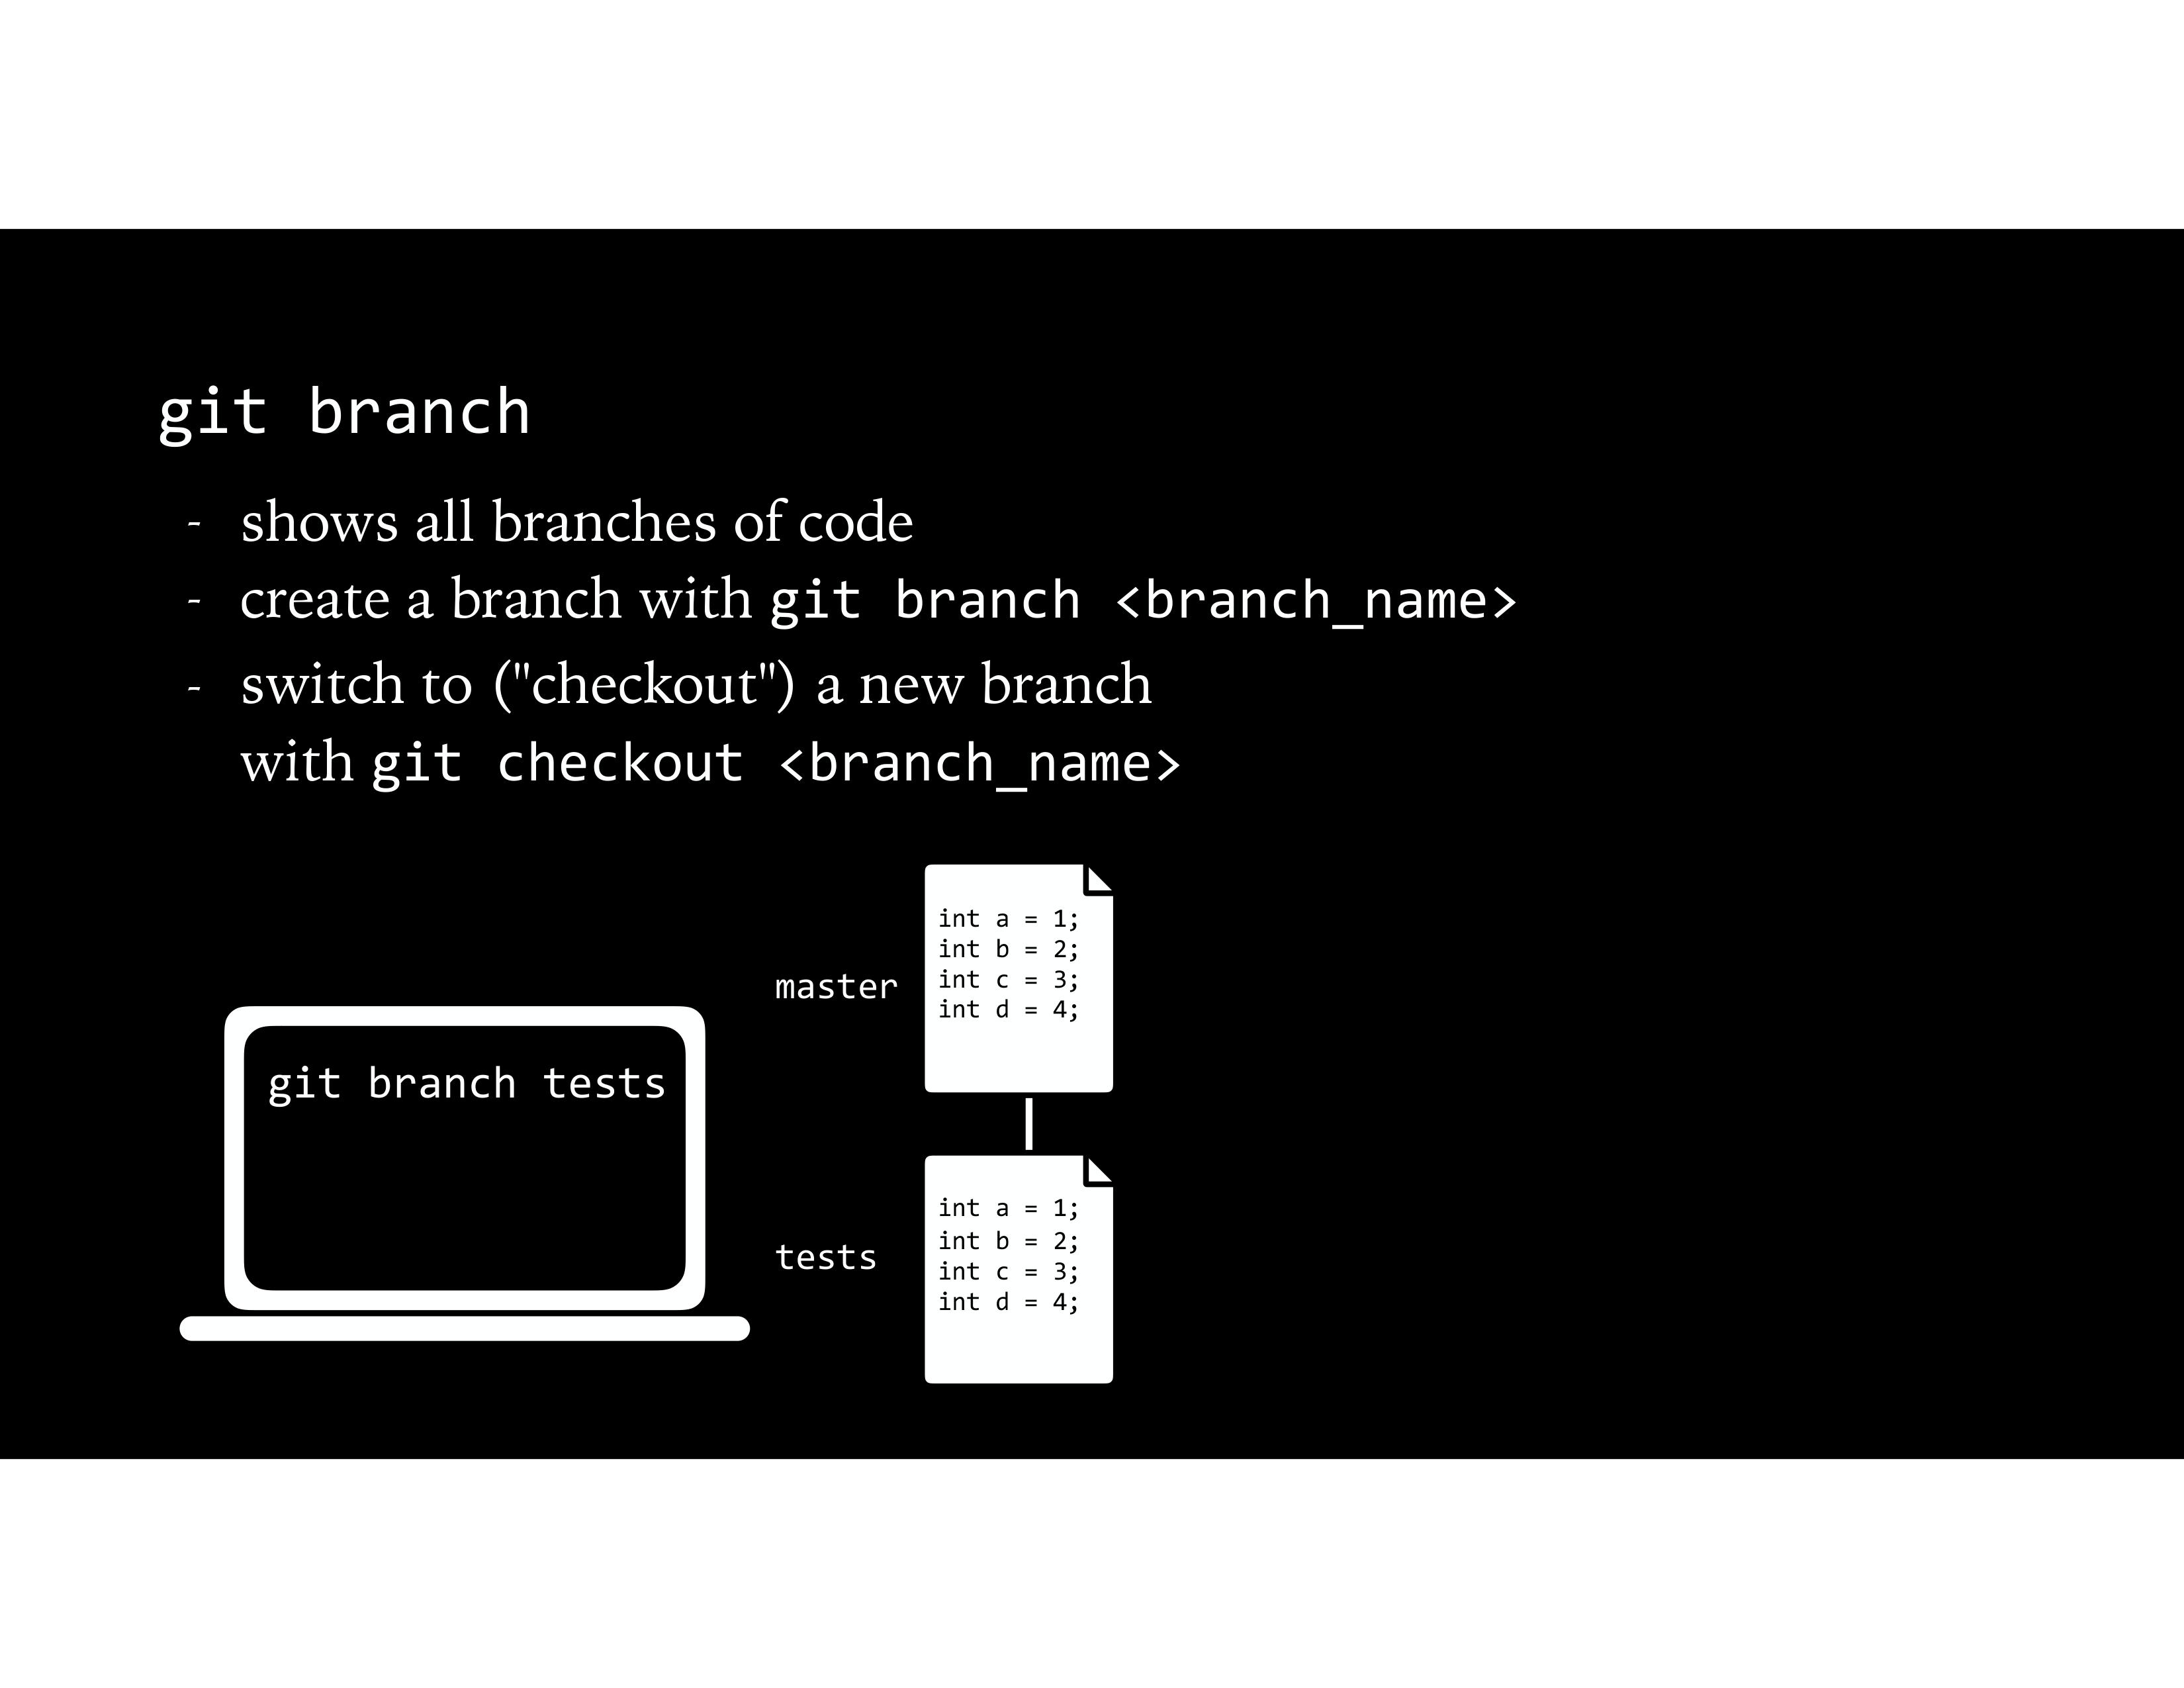 git branch
- shows all branches of code
- create a branch with git branch <branch_name>
- switch to ("checkout") a new branch
with git checkout <branch_name>
git branch tests
master
int a = 1;
int b = 2;
int c = 3;
int d = 4;
tests
int a = 1;
int b = 2;
int c = 3;
int d = 4;